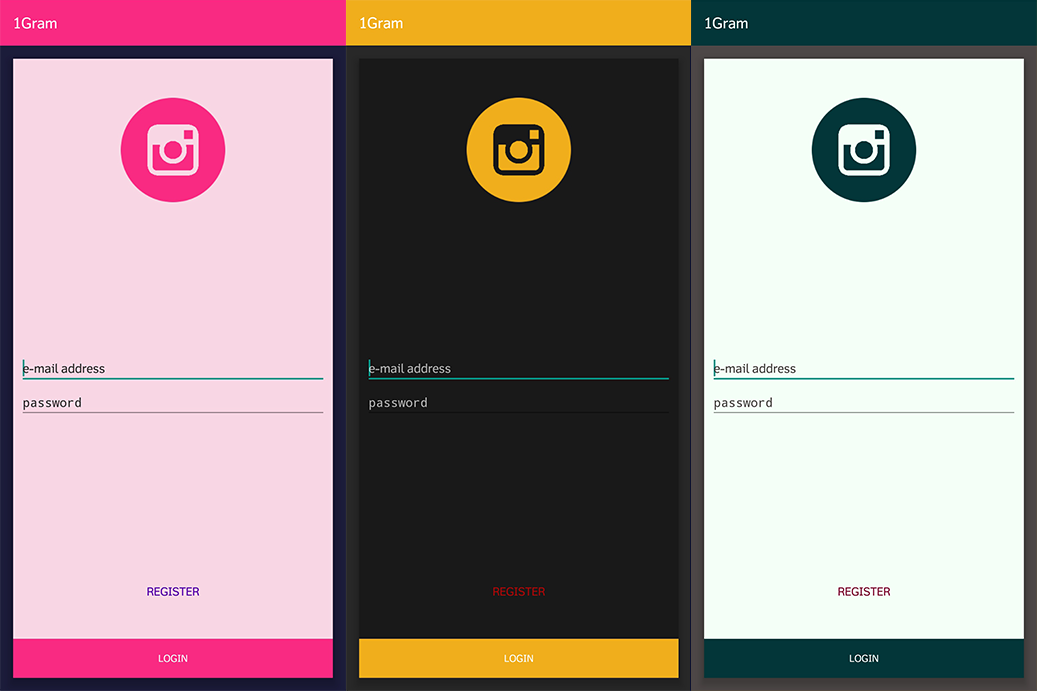 1Gram
e-mail address
password
REGISTER
LOGIN
1Gram
e-mail address
password
REGISTER
LOGIN
1Gram
e-mail address
password
REGISTER
LOGIN